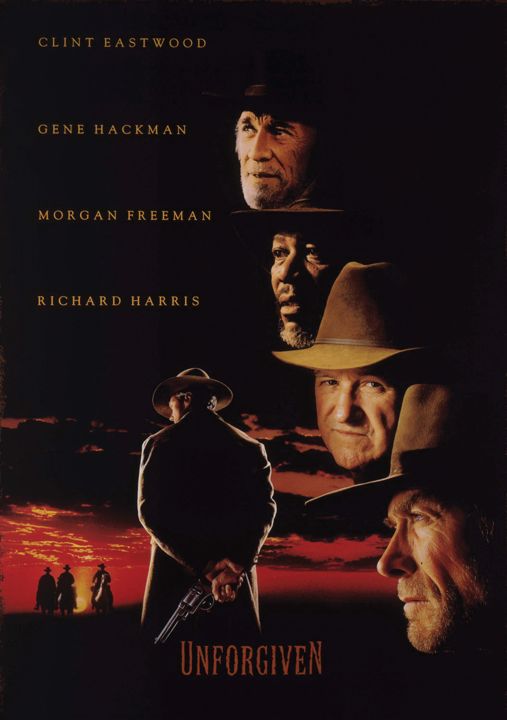 CLINT EASTWOOD
GENE HACKMAN
MORGAN FREEMAN
RICHARD HARRIS
UNFORGIVEN